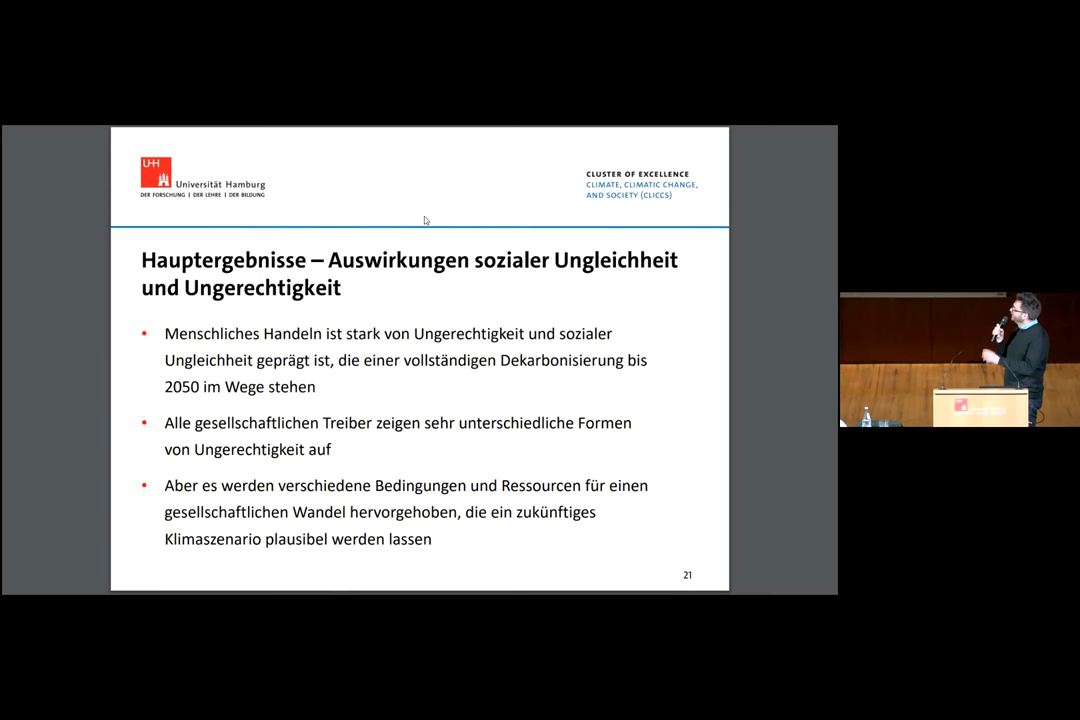 UHH
Universität Hamburg
DER FORSCHUNG | DER LEHRE | DER BILDUNG
CLUSTER OF EXCELLENCE
CLIMATE, CLIMATIC CHANGE,
AND SOCIETY (CLICCS)
Hauptergebnisse – Auswirkungen sozialer Ungleichheit
und Ungerechtigkeit
• Menschliches Handeln ist stark von Ungerechtigkeit und sozialer
Ungleichheit geprägt ist, die einer vollständigen Dekarbonisierung bis
2050 im Wege stehen
• Alle gesellschaftlichen Treiber zeigen sehr unterschiedliche Formen
von Ungerechtigkeit auf
• Aber es werden verschiedene Bedingungen und Ressourcen für einen
gesellschaftlichen Wandel hervorgehoben, die ein zukünftiges
Klimaszenario plausibel werden lassen
21